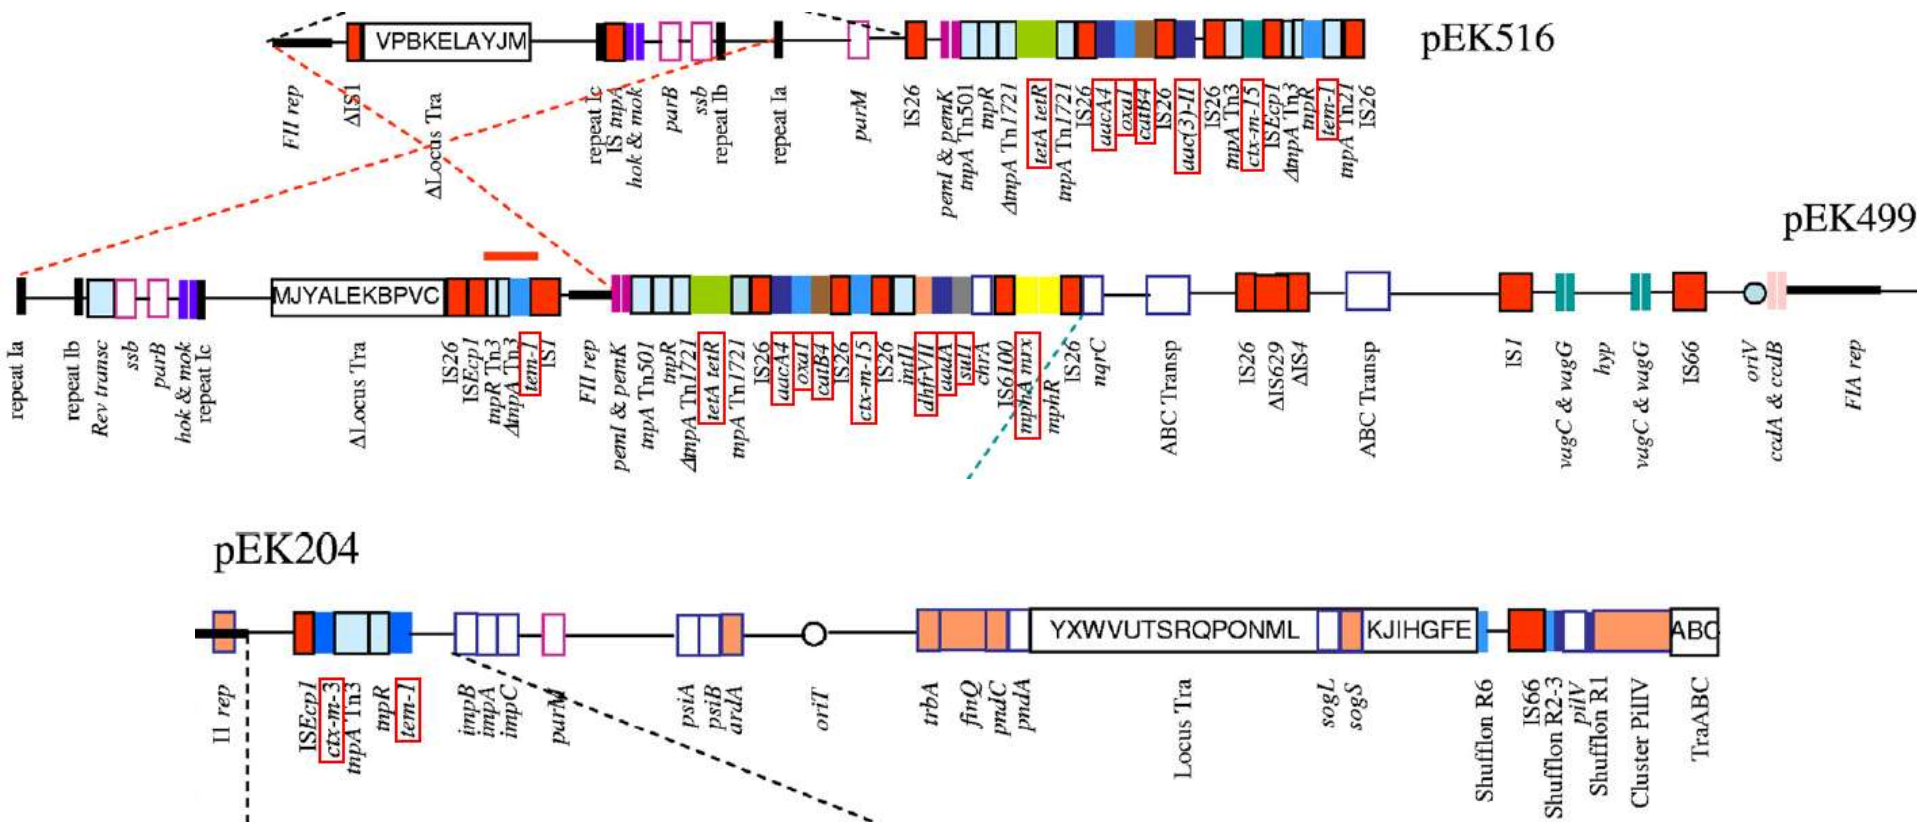 VPBKELAYJM
pEK516
FII rep
ΔIS1
ΔLocus Tra
repeat Ic
IS tnpA
hok & mok
parB
ssb
repeat Ib
repeat Ia
parM
IS26
pemI & pemK
tnpA Tn501
tnpR
ΔtnpA Tn1721
tetA tetR
tnpA Tn1721
IS26
aacA4
oxa1
catB4
IS26
aac(3)-II
IS26
tnpA Tn3
ctx-m-15
ISEcp1
ΔtnpA Tn3
tnpR
tem-1
tnpA Tn21
IS26
pEK499
MJYALEKBPVC
repeat Ia
repeat Ib
Rev transc
ssb
parB
hok & mok
repeat Ic
ΔLocus Tra
IS26
ISEcp1
tnpR Tn3
ΔtnpA Tn3
tem-1
IS1
FII rep
pemI & pemK
tnpA Tn501
tnpR
ΔtnpA Tn1721
tetA tetR
tnpA Tn1721
IS26
aacA4
oxa1
catB4
IS26
ctx-m-15
IS26
intI1
dhfrVII
aadA
sulI
chrA
IS6100
mphA mrx
mphR
IS26
nqrC
ABC Transp
IS26
ΔIS629
ΔIS4
ABC Transp
IS1
vagC & vagG
hyp
vagC & vagG
IS66
oriV
ccdA & ccdB
FIA rep
pEK204
YXWVUTSRQPONML
KJIHGFE
ABC
I1 rep
ISEcp1
ctx-m-3
tnpA Tn3
tnpR
tem-1
impB
impA
impC
parM
psiA
psiB
ardA
oriT
trbA
finQ
pndC
pndA
Locus Tra
sogL
sogS
Shufflon R6
IS66
Shufflon R2-3
pilV
Shufflon R1
Cluster PilV
TraABC